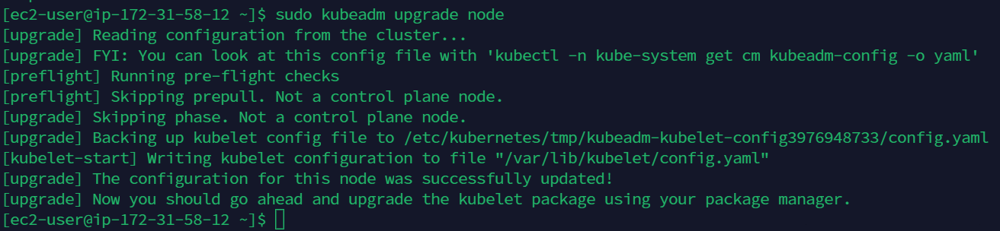 [ec2-user@ip-172-31-58-12 ~]$ sudo kubeadm upgrade node
[upgrade] Reading configuration from the cluster...
[upgrade] FYI: You can look at this config file with 'kubectl -n kube-system get cm kubeadm-config -o yaml'
[preflight] Running pre-flight checks
[preflight] Skipping prepull. Not a control plane node.
[upgrade] Skipping phase. Not a control plane node.
[upgrade] Backing up kubelet config file to /etc/kubernetes/tmp/kubeadm-kubelet-config3976948733/config.yaml
[kubelet-start] Writing kubelet configuration to file "/var/lib/kubelet/config.yaml"
[upgrade] The configuration for this node was successfully updated!
[upgrade] Now you should go ahead and upgrade the kubelet package using your package manager.
[ec2-user@ip-172-31-58-12 ~]$